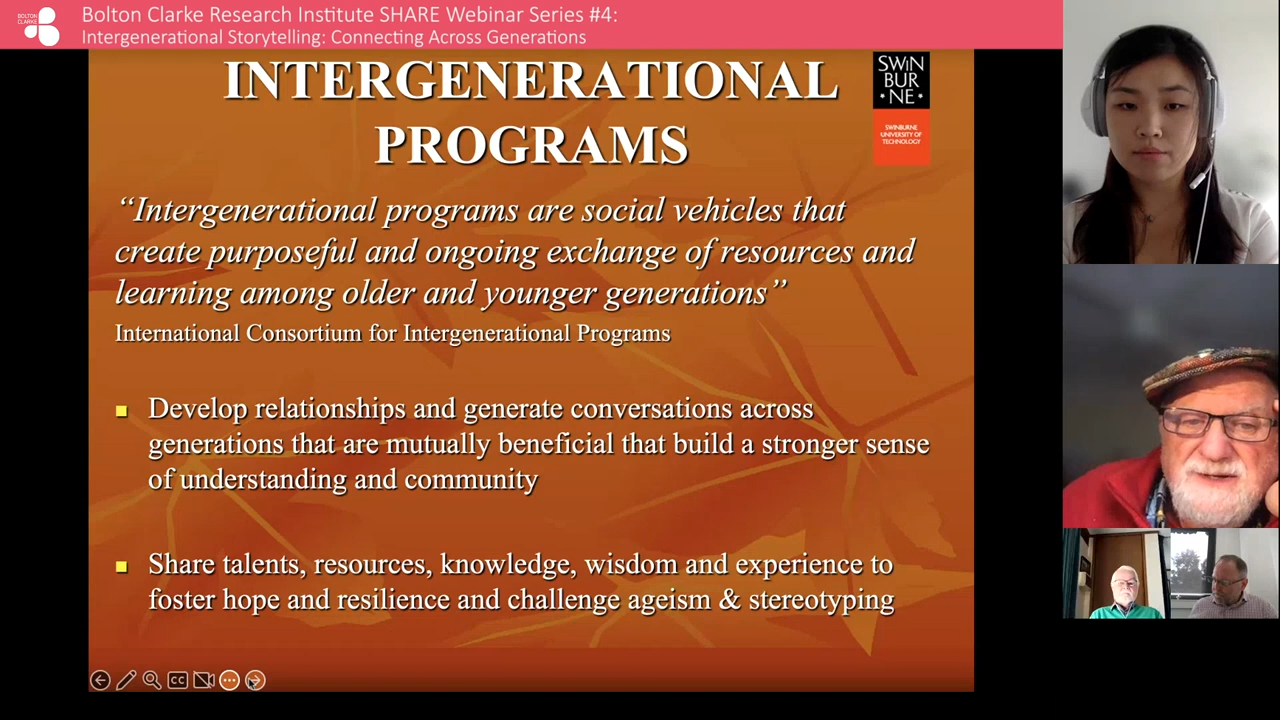 BOLTON
CLARKE
Bolton Clarke Research Institute SHARE Webinar Series #4:
Intergenerational Storytelling: Connecting Across Generations
INTERGENERATIONAL
PROGRAMS
SWIN
BUR
NE
SWINBURNE
UNIVERSITY OF
TECHNOLOGY
“Intergenerational programs are social vehicles that
create purposeful and ongoing exchange of resources and
learning among older and younger generations”
International Consortium for Intergenerational Programs
Develop relationships and generate conversations across
generations that are mutually beneficial that build a stronger sense
of understanding and community
Share talents, resources, knowledge, wisdom and experience to
foster hope and resilience and challenge ageism & stereotyping
CC